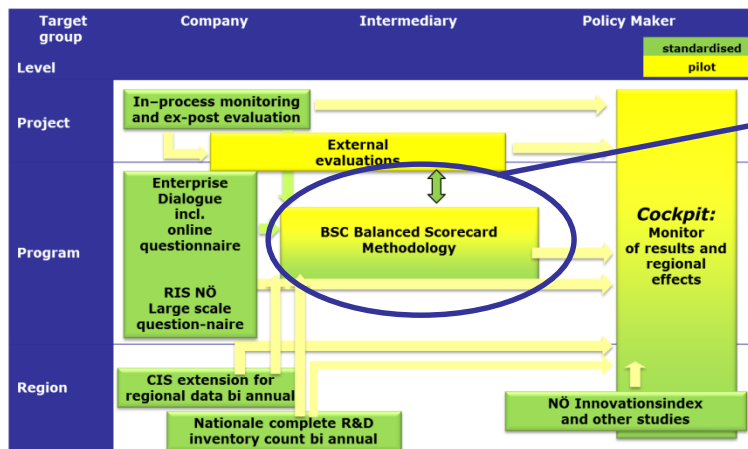 Target
group
Company
Intermediary
Policy Maker
standardised
Level
pilot
Project
In–process monitoring
and ex-post evaluation
External
evaluations
Enterprise
Dialogue
incl.
online
questionnaire
BSC Balanced Scorecard
Methodology
Cockpit:
Monitor
of results and
regional
effects
Program
RIS NÖ
Large scale
question-naire
Region
CIS extension for
regional data bi annual
Nationale complete R&D
inventory count bi annual
NÖ Innovationsindex
and other studies